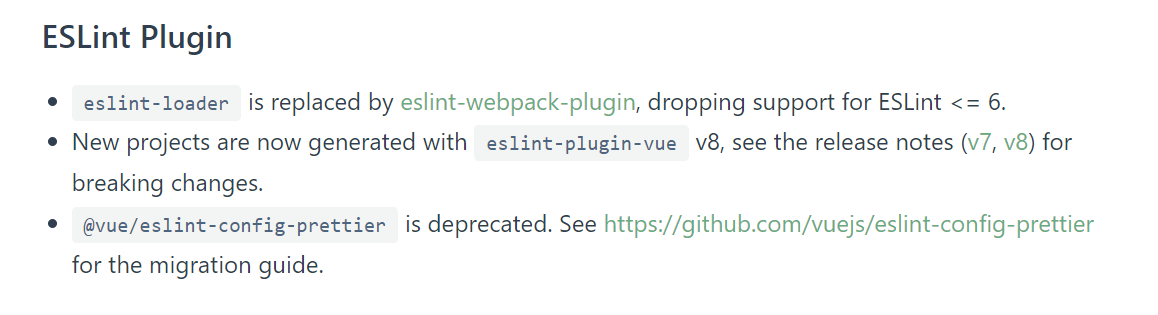 ESLint Plugin
• eslint-loader is replaced by eslint-webpack-plugin, dropping support for ESLint <= 6.
• New projects are now generated with eslint-plugin-vue v8, see the release notes (v7, v8) for
breaking changes.
• @vue/eslint-config-prettier is deprecated. See https://github.com/vuejs/eslint-config-prettier
for the migration guide.